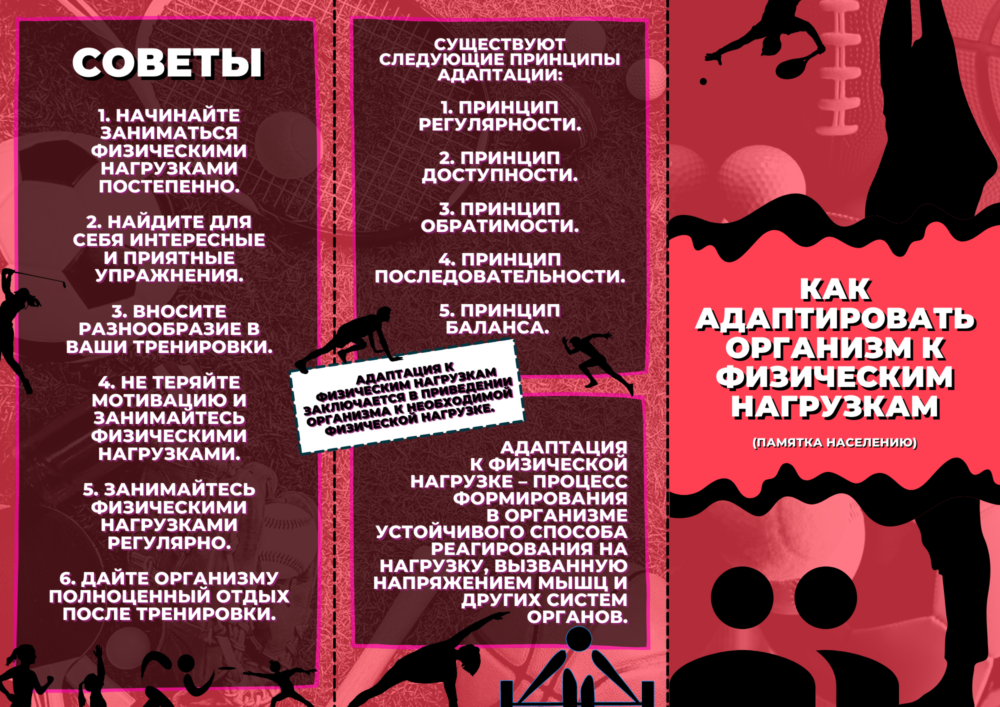 СОВЕТЫ
1. НАЧИНАЙТЕ
ЗАНИМАТЬСЯ
ФИЗИЧЕСКИМИ
НАГРУЗКАМИ
ПОСТЕПЕННО.
2. НАЙДИТЕ ДЛЯ
СЕБЯ ИНТЕРЕСНЫЕ
И ПРИЯТНЫЕ
УПРАЖНЕНИЯ.
3. ВНОСИТЕ
РАЗНООБРАЗИЕ В
ВАШИ ТРЕНИРОВКИ.
4. НЕ ТЕРЯЙТЕ
МОТИВАЦИЮ И
ЗАНИМАЙТЕСЬ
ФИЗИЧЕСКИМИ
НАГРУЗКАМИ.
5. ЗАНИМАЙТЕСЬ
ФИЗИЧЕСКИМИ
НАГРУЗКАМИ
РЕГУЛЯРНО.
6. ДАЙТЕ ОРГАНИЗМУ
ПОЛНОЦЕННЫЙ ОТДЫХ
ПОСЛЕ ТРЕНИРОВКИ.
СУЩЕСТВУЮТ
СЛЕДУЮЩИЕ ПРИНЦИПЫ
АДАПТАЦИИ:
1. ПРИНЦИП
РЕГУЛЯРНОСТИ.
2. ПРИНЦИП
ДОСТУПНОСТИ.
3. ПРИНЦИП
ОБРАТИМОСТИ.
4. ПРИНЦИП
ПОСЛЕДОВАТЕЛЬНОСТИ.
5. ПРИНЦИП
БАЛАНСА.
АДАПТАЦИЯ К
ФИЗИЧЕСКИМ НАГРУЗКАМ
ЗАКЛЮЧАЕТСЯ В ПРИВЕДЕНИИ
ОРГАНИЗМА К НЕОБХОДИМОЙ
ФИЗИЧЕСКОЙ НАГРУЗКЕ.
АДАПТАЦИЯ
К ФИЗИЧЕСКОЙ
НАГРУЗКЕ – ПРОЦЕСС
ФОРМИРОВАНИЯ
В ОРГАНИЗМЕ
УСТОЙЧИВОГО СПОСОБА
РЕАГИРОВАНИЯ НА
НАГРУЗКУ, ВЫЗВАННУЮ
НАПРЯЖЕНИЕМ МЫШЦ И
ДРУГИХ СИСТЕМ
ОРГАНОВ.
КАК
АДАПТИРОВАТЬ
ОРГАНИЗМ К
ФИЗИЧЕСКИМ
НАГРУЗКАМ
(ПАМЯТКА НАСЕЛЕНИЮ)